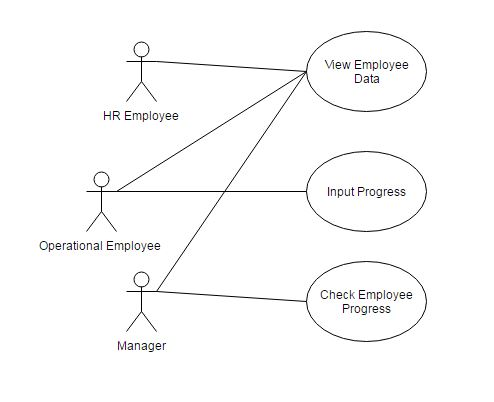 View Employee
Data
HR Employee
Input Progress
Operational Employee
Check Employee
Progress
Manager